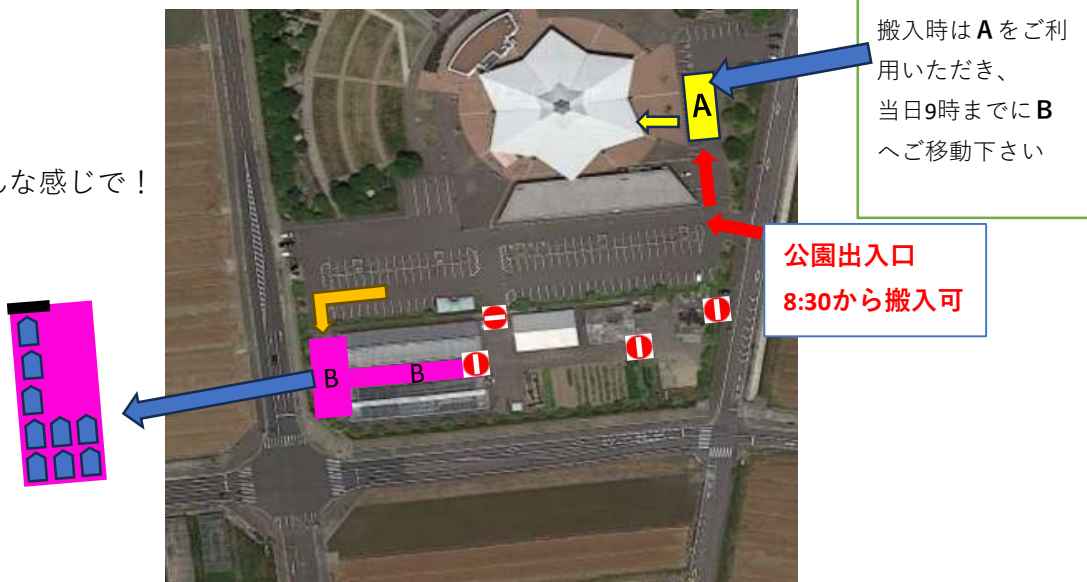 搬入時は A をご利
用いただき、
当日9時までに B
へご移動下さい
A
んな感じで！
公園出入口
8:30から搬入可
B
B